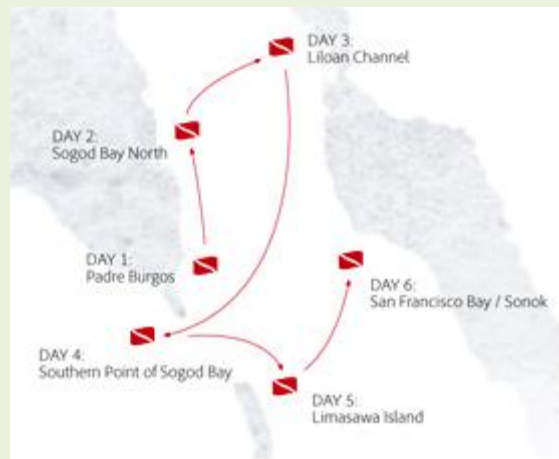 DAY 1:
Padre Burgos
DAY 2:
Sogod Bay North
DAY 3:
Liloan Channel
DAY 4:
Southern Point of Sogod Bay
DAY 5:
Limasawa Island
DAY 6:
San Francisco Bay / Sonok